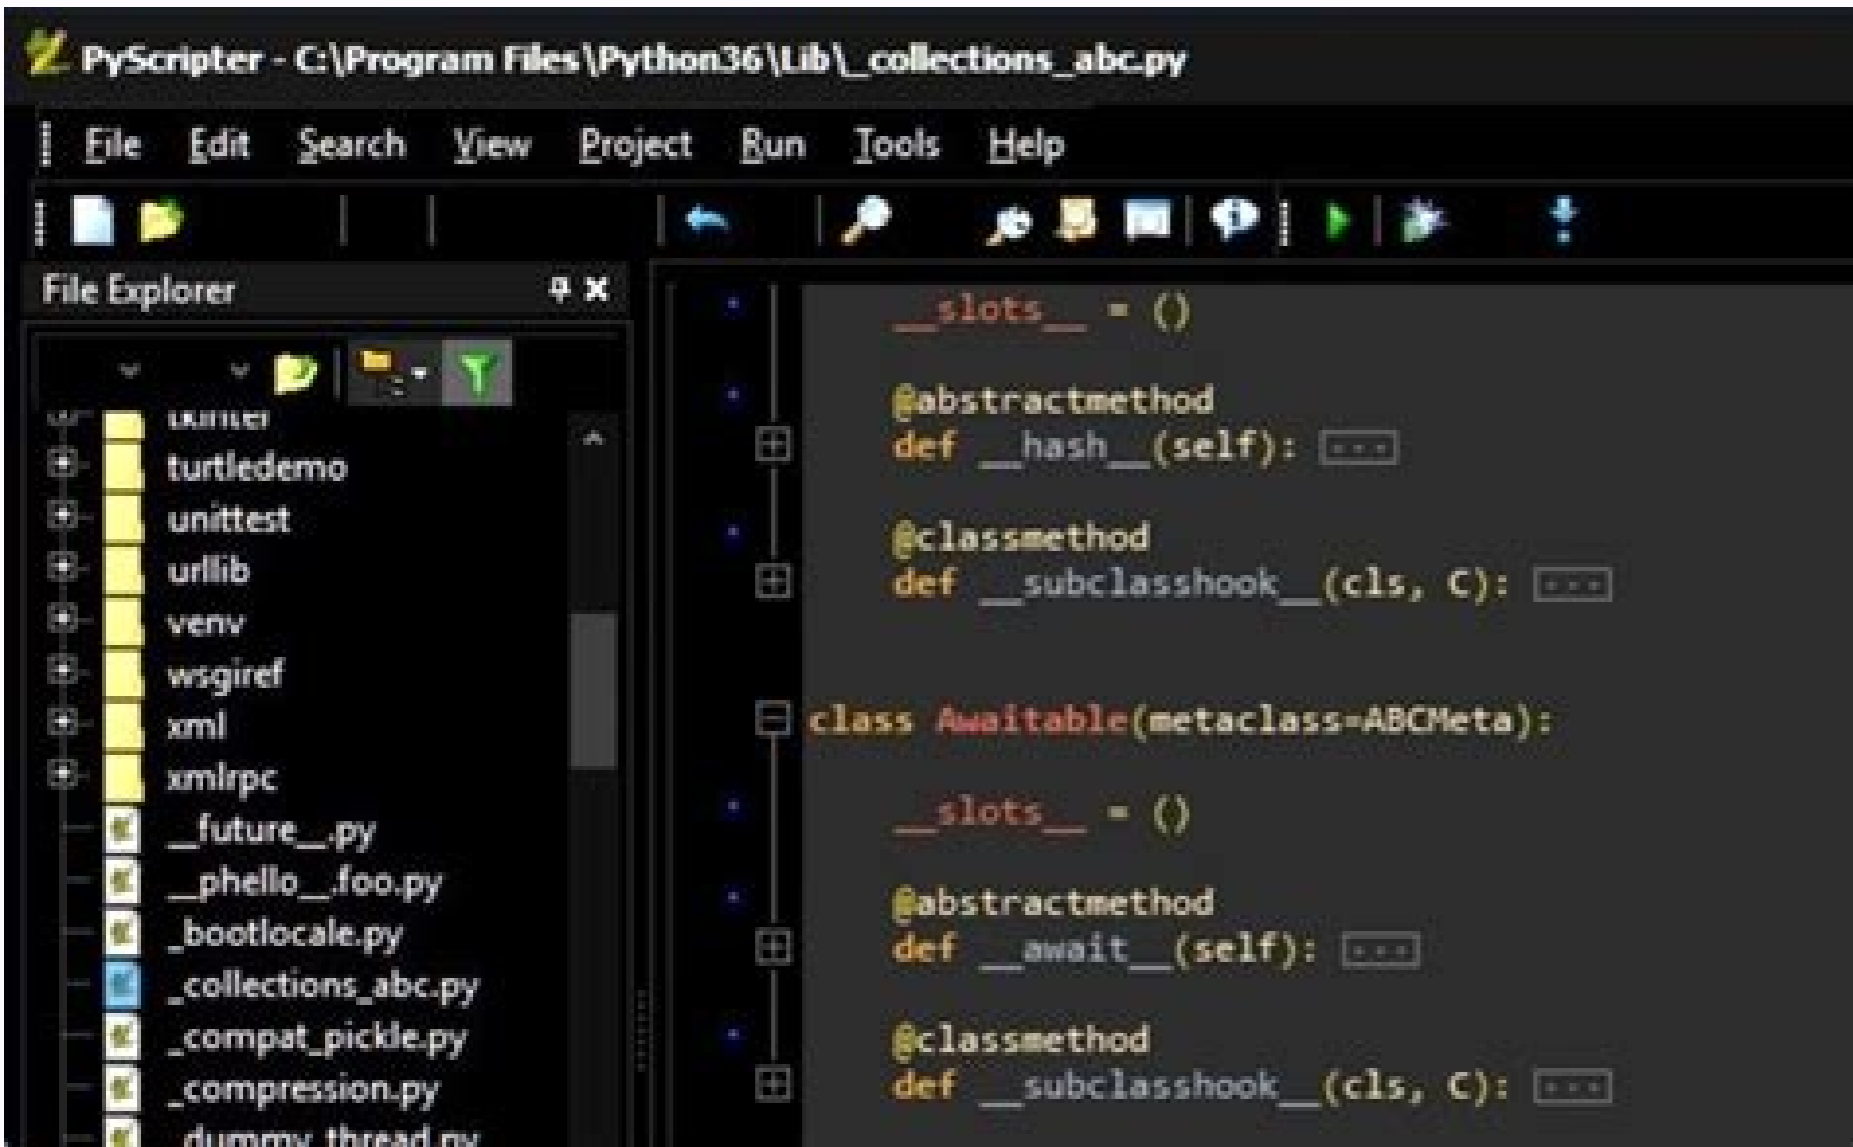 PyScripter - C:\Program Files\Python36\Lib\_collections_abc.py
File Edit Search View Project Run Tools Help
File Explorer
tkinter
turtledemo
unittest
urllib
venv
wsgiref
xml
xmlrpc
__future__.py
__phello__.foo.py
_bootlocale.py
_collections_abc.py
_compat_pickle.py
_compression.py
_dummy_thread.py
__slots__ = ()
@abstractmethod
def __hash__(self): ...
@classmethod
def __subclasshook__(cls, C): ...
class Awaitable(metaclass=ABCMeta):
__slots__ = ()
@abstractmethod
def __await__(self): ...
@classmethod
def __subclasshook__(cls, C): ...